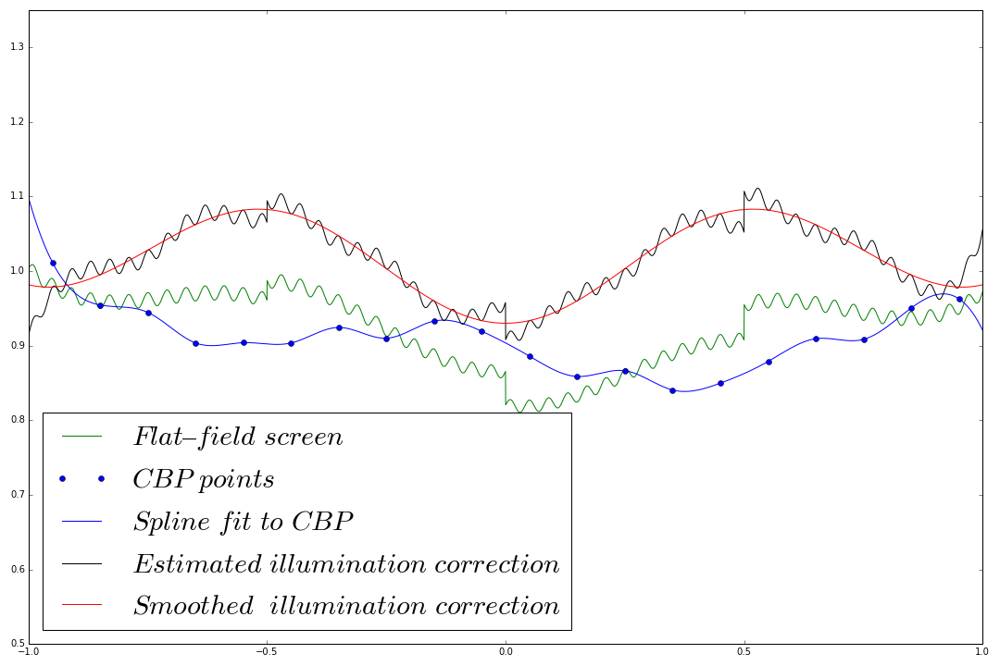 1.3
1.2
1.1
1.0
0.9
0.8
0.7
0.6
0.5
Flat–field screen
CBP points
Spline fit to CBP
Estimated illumination correction
Smoothed illumination correction
−1.0 −0.5 0.0 0.5 1.0